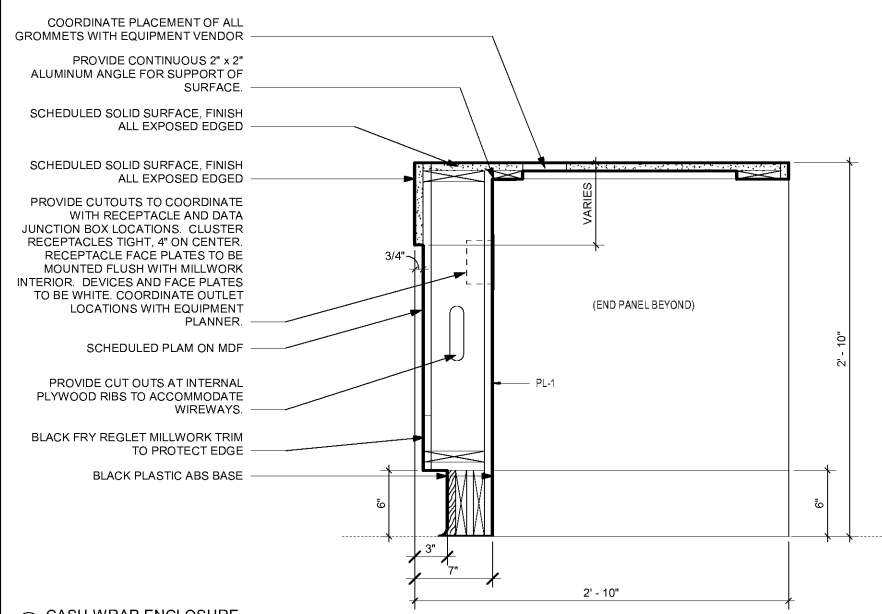 COORDINATE PLACEMENT OF ALL
GROMMETS WITH EQUIPMENT VENDOR
PROVIDE CONTINUOUS 2" x 2"
ALUMINUM ANGLE FOR SUPPORT OF
SURFACE.
SCHEDULED SOLID SURFACE, FINISH
ALL EXPOSED EDGED
SCHEDULED SOLID SURFACE, FINISH
ALL EXPOSED EDGED
PROVIDE CUTOUTS TO COORDINATE
WITH RECEPTACLE AND DATA
JUNCTION BOX LOCATIONS. CLUSTER
RECEPTACLES TIGHT, 4" ON CENTER.
RECEPTACLE FACE PLATES TO BE
MOUNTED FLUSH WITH MILLWORK
INTERIOR. DEVICES AND FACE PLATES
TO BE WHITE. COORDINATE OUTLET
LOCATIONS WITH EQUIPMENT
PLANNER.
SCHEDULED PLAM ON MDF
PROVIDE CUT OUTS AT INTERNAL
PLYWOOD RIBS TO ACCOMMODATE
WIREWAYS.
BLACK FRY REGLET MILLWORK TRIM
TO PROTECT EDGE
BLACK PLASTIC ABS BASE
VARIES
3/4"
(END PANEL BEYOND)
PL-1
2' - 10"
6"
6"
3"
7"
2' - 10"
CASH WRAP ENCLOSURE